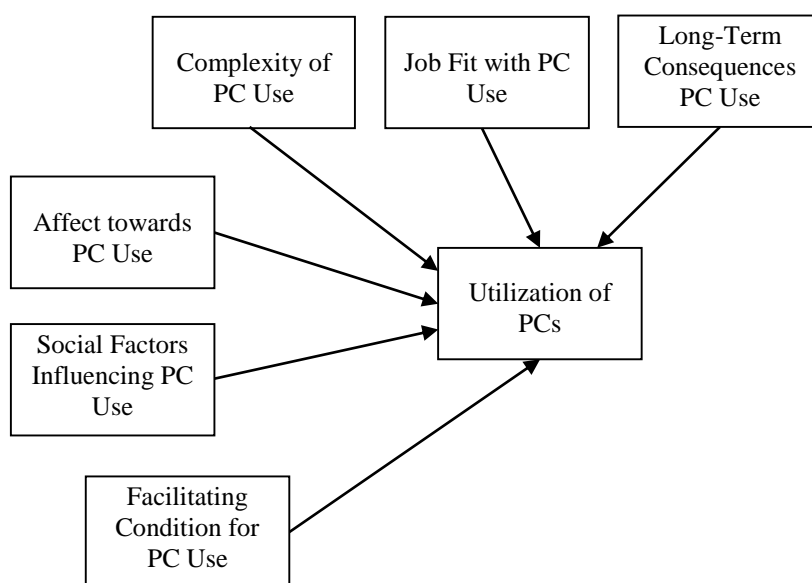 Complexity of
PC Use
Job Fit with PC
Use
Long-Term
Consequences
PC Use
Affect towards
PC Use
Utilization of
PCs
Social Factors
Influencing PC
Use
Facilitating
Condition for
PC Use